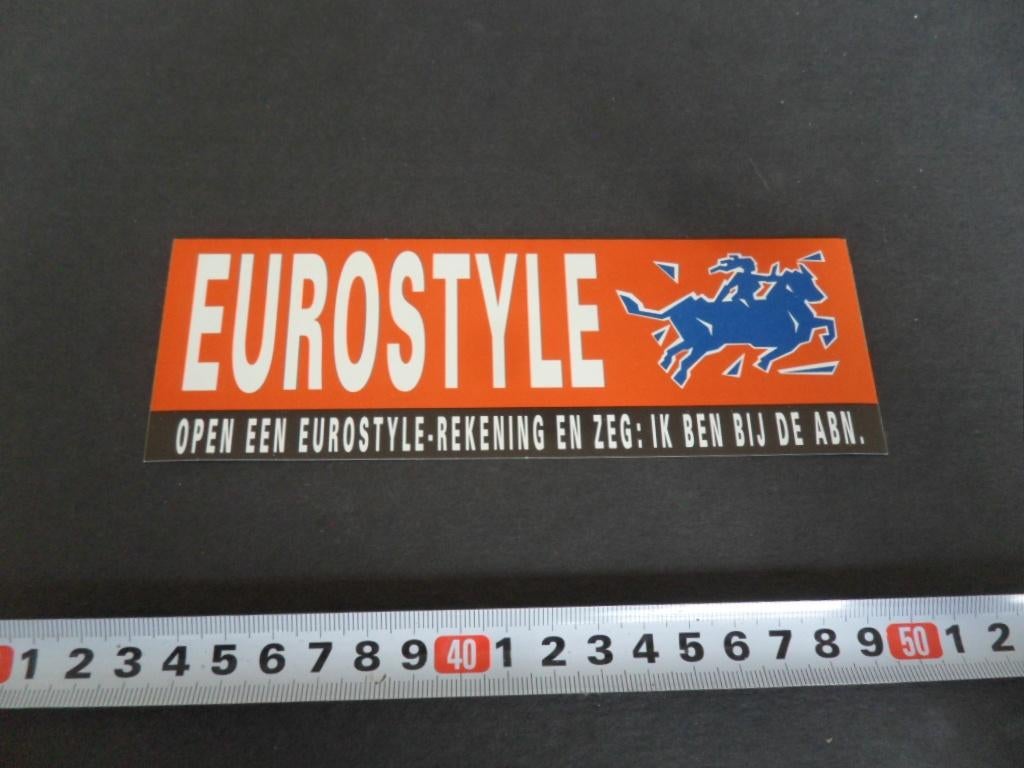 EUROSTYLE
OPEN EEN EUROSTYLE-REKENING EN ZEG: IK BEN BIJ DE ABN.
1 2 3 4 5 6 7 8 9 40 1 2 3 4 5 6 7 8 9 50 1 2